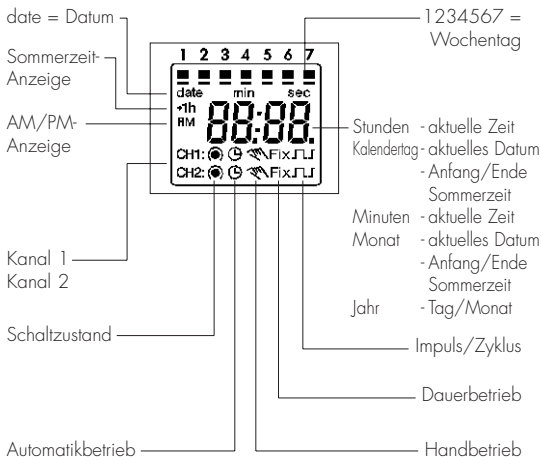 date = Datum
1234567 =
Wochentag
Sommerzeit-
Anzeige
AM/PM-
Anzeige
1 2 3 4 5 6 7
date min sec
+1h
AM 88:88.
CH1: Fix
CH2: Fix
Stunden - aktuelle Zeit
Kalendertag - aktuelles Datum
- Anfang/Ende
Sommerzeit
Minuten - aktuelle Zeit
Monat - aktuelles Datum
- Anfang/Ende
Sommerzeit
Jahr - Tag/Monat
Kanal 1
Kanal 2
Schaltzustand
Impuls/Zyklus
Dauerbetrieb
Automatikbetrieb
Handbetrieb